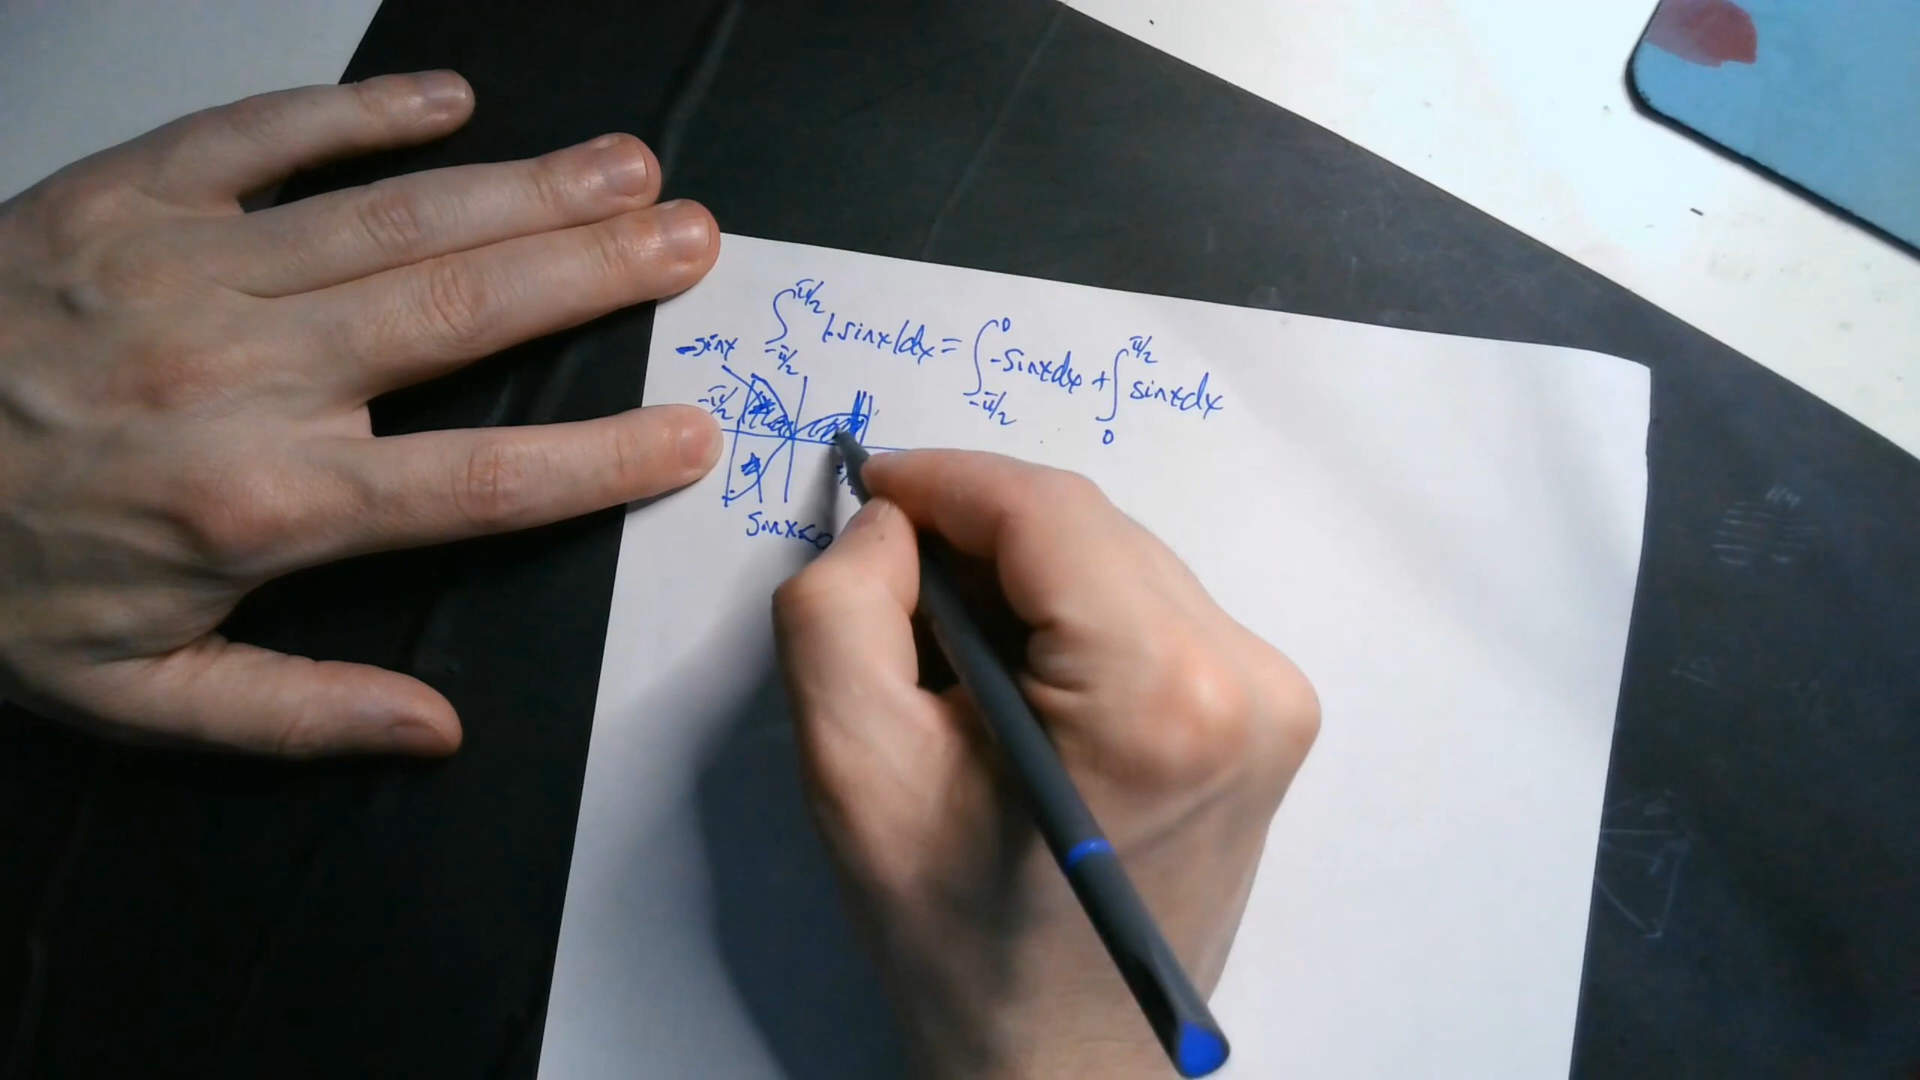 ∫_{-π/2}^{π/2} |-sinx|dx = ∫_{-π/2}^{0} -sinxdx + ∫_{0}^{π/2} sinxdx
-sinx
-π/2
sinx<0